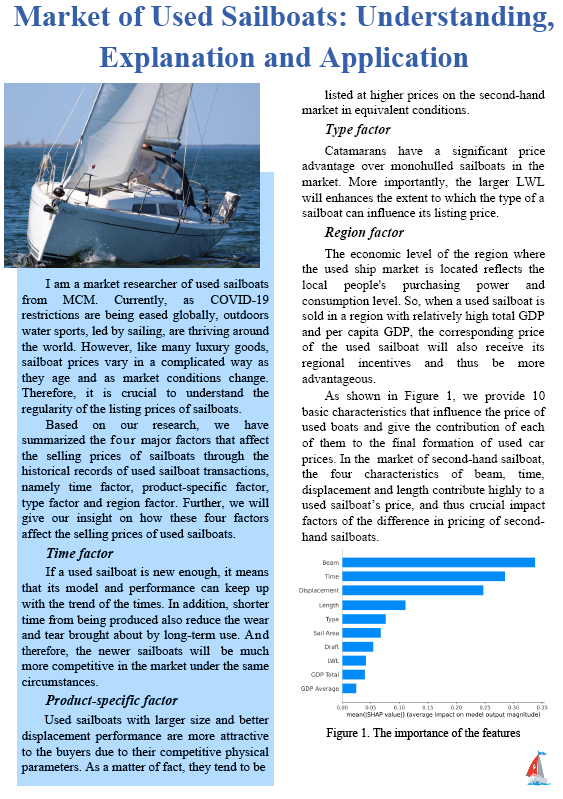 Market of Used Sailboats: Understanding,
Explanation and Application
I am a market researcher of used sailboats
from MCM. Currently, as COVID-19
restrictions are being eased globally, outdoors
water sports, led by sailing, are thriving around
the world. However, like many luxury goods,
sailboat prices vary in a complicated way as
they age and as market conditions change.
Therefore, it is crucial to understand the
regularity of the listing prices of sailboats.
Based on our research, we have
summarized the four major factors that affect
the selling prices of sailboats through the
historical records of used sailboat transactions,
namely time factor, product-specific factor,
type factor and region factor. Further, we will
give our insight on how these four factors
affect the selling prices of used sailboats.
Time factor
If a used sailboat is new enough, it means
that its model and performance can keep up
with the trend of the times. In addition, shorter
time from being produced also reduce the wear
and tear brought about by long-term use. And
therefore, the newer sailboats will be much
more competitive in the market under the same
circumstances.
Product-specific factor
Used sailboats with larger size and better
displacement performance are more attractive
to the buyers due to their competitive physical
parameters. As a matter of fact, they tend to be
listed at higher prices on the second-hand
market in equivalent conditions.
Type factor
Catamarans have a significant price
advantage over monohulled sailboats in the
market. More importantly, the larger LWL
will enhances the extent to which the type of a
sailboat can influence its listing price.
Region factor
The economic level of the region where
the used ship market is located reflects the
local people's purchasing power and
consumption level. So, when a used sailboat is
sold in a region with relatively high total GDP
and per capita GDP, the corresponding price
of the used sailboat will also receive its
regional incentives and thus be more
advantageous.
As shown in Figure 1, we provide 10
basic characteristics that influence the price of
used boats and give the contribution of each
of them to the final formation of used car
prices. In the market of second-hand sailboat,
the four characteristics of beam, time,
displacement and length contribute highly to a
used sailboat's price, and thus crucial impact
factors of the difference in pricing of second-
hand sailboats.
Beam
Time
Displacement
Length
Type
Sail Area
Draft
LWL
GDP Total
GDP Average
0.00 0.05 0.10 0.15 0.20 0.25 0.30 0.35
mean(|SHAP value|) (average impact on model output magnitude)
Figure 1. The importance of the features